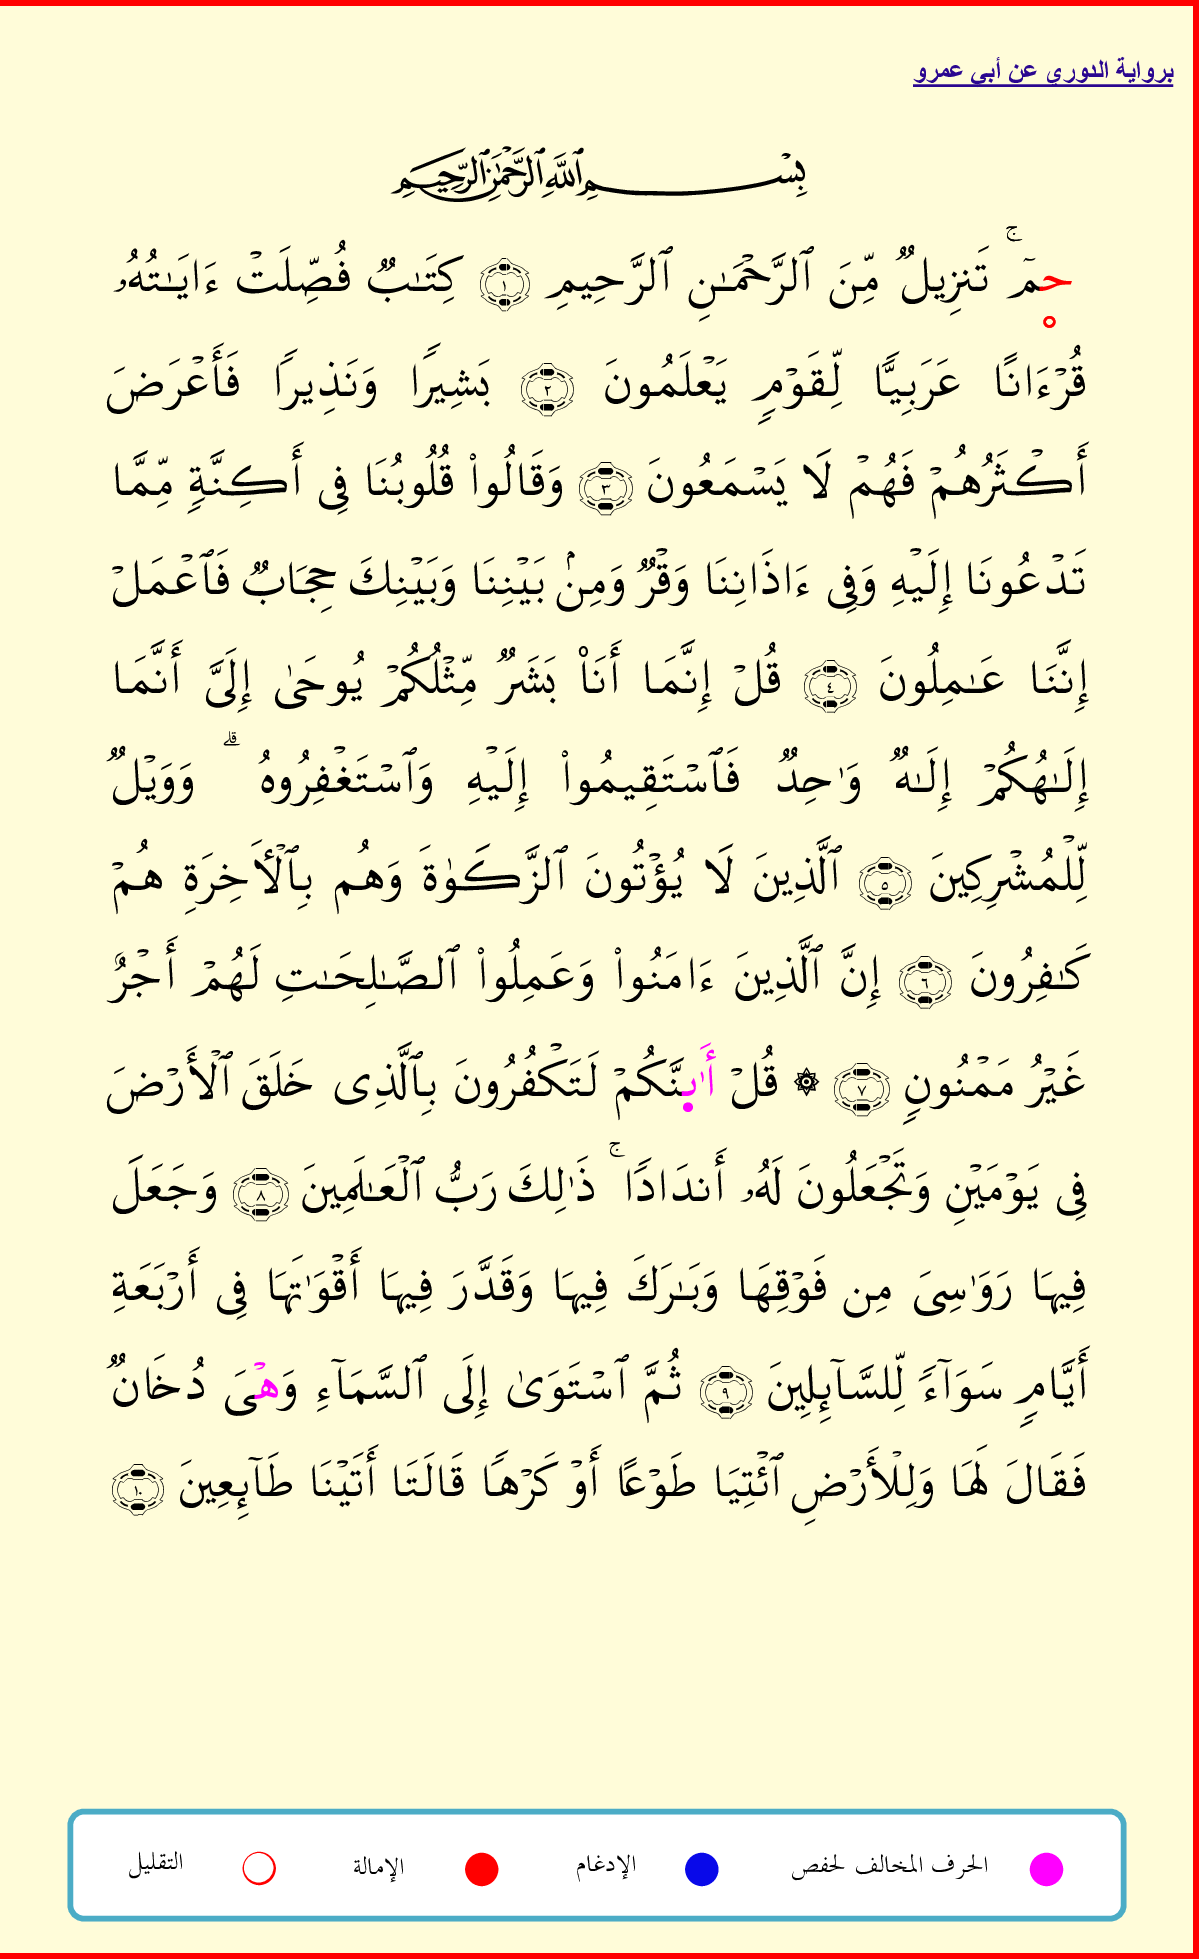 برواية الدوري عن أبي عمرو
بِسۡمِ ٱللَّهِ ٱلرَّحۡمَٰنِ ٱلرَّحِيمِ
حمٓۚ تَنزِيلٌ مِّنَ ٱلرَّحۡمَٰنِ ٱلرَّحِيمِ ١ كِتَٰبٌ فُصِّلَتۡ ءَايَٰتُهُۥ
قُرۡءَانًا عَرَبِيًّا لِّقَوۡمٍ يَعۡلَمُونَ ٢ بَشِيرًا وَنَذِيرًا فَأَعۡرَضَ
أَكۡثَرُهُمۡ فَهُمۡ لَا يَسۡمَعُونَ ٣ وَقَالُواْ قُلُوبُنَا فِى أَكِنَّةٍ مِّمَّا
تَدۡعُونَا إِلَيۡهِ وَفِى ءَاذَانِنَا وَقۡرٌ وَمِنۢ بَيۡنِنَا وَبَيۡنِكَ حِجَابٌ فَٱعۡمَلۡ
إِنَّنَا عَٰمِلُونَ ٤ قُلۡ إِنَّمَا أَنَا۠ بَشَرٌ مِّثۡلُكُمۡ يُوحَىٰ إِلَىَّ أَنَّمَا
إِلَٰهُكُمۡ إِلَٰهٌ وَٰحِدٌ فَٱسۡتَقِيمُواْ إِلَيۡهِ وَٱسۡتَغۡفِرُوهُ ۗ وَوَيۡلٌ
لِّلۡمُشۡرِكِينَ ٥ ٱلَّذِينَ لَا يُؤۡتُونَ ٱلزَّكَوٰةَ وَهُم بِٱلۡأَخِرَةِ هُمۡ
كَٰفِرُونَ ٦ إِنَّ ٱلَّذِينَ ءَامَنُواْ وَعَمِلُواْ ٱلصَّٰلِحَٰتِ لَهُمۡ أَجۡرٌ
غَيۡرُ مَمۡنُونٍ ٧ ۞ قُلۡ أَٰي۪نَّكُمۡ لَتَكۡفُرُونَ بِٱلَّذِى خَلَقَ ٱلۡأَرۡضَ
فِى يَوۡمَيۡنِ وَتَجۡعَلُونَ لَهُۥ أَندَادًاۚ ذَٰلِكَ رَبُّ ٱلۡعَٰلَمِينَ ٨ وَجَعَلَ
فِيهَا رَوَٰسِىَ مِن فَوۡقِهَا وَبَٰرَكَ فِيهَا وَقَدَّرَ فِيهَا أَقۡوَٰتَهَا فِى أَرۡبَعَةِ
أَيَّامٍ سَوَآءً لِّلسَّآئِلِينَ ٩ ثُمَّ ٱسۡتَوَىٰ إِلَى ٱلسَّمَآءِ وَهۡىَ دُخَانٌ
فَقَالَ لَهَا وَلِلۡأَرۡضِ ٱئۡتِيَا طَوۡعًا أَوۡ كَرۡهًا قَالَتَا أَتَيۡنَا طَآئِعِينَ ١٠
الحرف المخالف لحفص الإدغام الإمالة التقليل